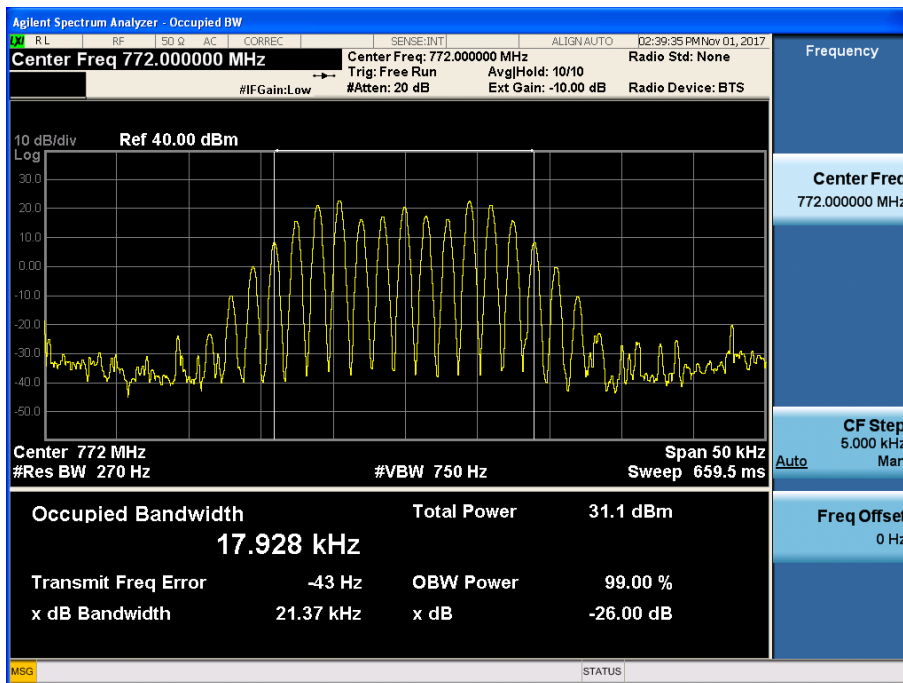 Agilent Spectrum Analyzer - Occupied BW
LXI RL RF 50 Ω AC CORREC SENSE:INT ALIGN AUTO 02:39:35 PM Nov 01, 2017
Center Freq 772.000000 MHz
Center Freq: 772.000000 MHz Radio Std: None
Trig: Free Run Avg|Hold: 10/10
#IFGain:Low #Atten: 20 dB Ext Gain: -10.00 dB Radio Device: BTS
10 dB/div Ref 40.00 dBm
Log
30.0
20.0
10.0
0.00
-10.0
-20.0
-30.0
-40.0
-50.0
Center 772 MHz Span 50 kHz
#Res BW 270 Hz #VBW 750 Hz Sweep 659.5 ms
Occupied Bandwidth Total Power 31.1 dBm
17.928 kHz
Transmit Freq Error -43 Hz OBW Power 99.00 %
x dB Bandwidth 21.37 kHz x dB -26.00 dB
MSG STATUS
Frequency
Center Freq
772.000000 MHz
CF Step
5.000 kHz
Auto Man
Freq Offset
0 Hz